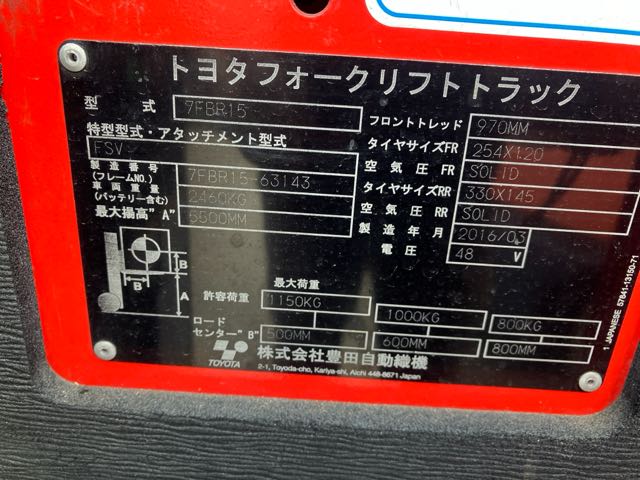 トヨタフォークリフトトラック
型式 7FBR15
特型型式・アタッチメント型式
FSV
製造番号(フレームNO.) 7FBR15-63143
車両重量(バッテリー含む) 2460KG
最大揚高"A" 5500MM
フロントトレッド 970MM
タイヤサイズFR 254X120
空気圧FR SOLID
タイヤサイズRR 330X145
空気圧RR SOLID
製造年月 2016/03
電圧 48 V
B
B
A
最大荷重
許容荷重 1150KG 1000KG 800KG
ロードセンター"B" 500MM 600MM 800MM
TOYOTA 株式会社豊田自動織機
2-1, Toyoda-cho, Kariya-shi, Aichi 448-8671 Japan
1 JAPANESE 57641-13150-71